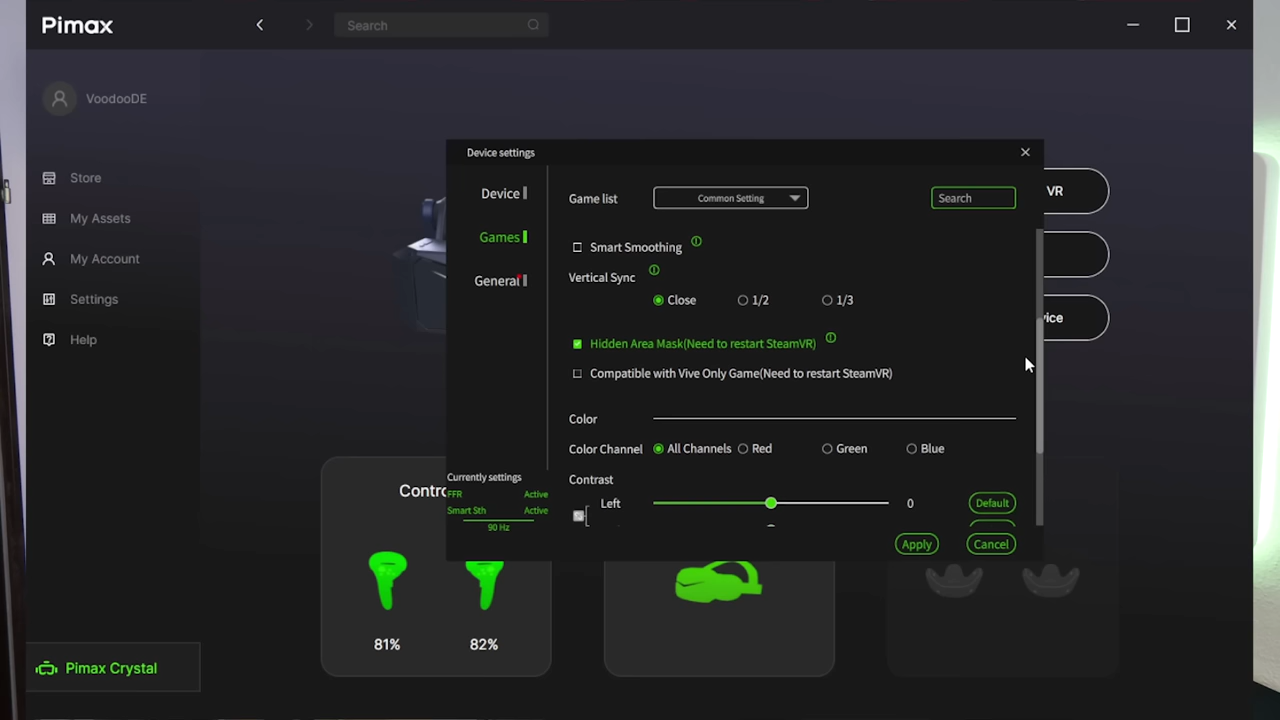 Pimax
Search
VoodooDE
Store
My Assets
My Account
Settings
Help
Pimax Crystal
Device settings
Device
Games
General
Game list
Common Setting
Search
Smart Smoothing
Vertical Sync
Close
1/2
1/3
Hidden Area Mask(Need to restart SteamVR)
Compatible with Vive Only Game(Need to restart SteamVR)
Color
Color Channel
All Channels
Red
Green
Blue
Contrast
Left
0
Default
Currently settings
FFR Active
Smart Sth Active
90 Hz
Apply
Cancel
VR
81%
82%